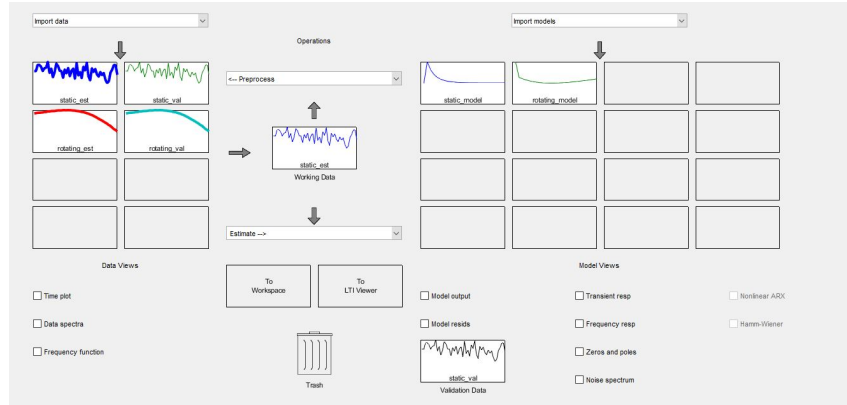 Import data
Import models
Operations
<-- Preprocess
static_est
static_val
static_model
rotating_model
rotating_est
rotating_val
static_est
Working Data
Estimate -->
Data Views
Model Views
To
Workspace
To
LTI Viewer
Time plot
Model output
Transient resp
Nonlinear ARX
Data spectra
Model resids
Frequency resp
Hamm-Wiener
Frequency function
Zeros and poles
static_val
Trash
Noise spectrum
Validation Data